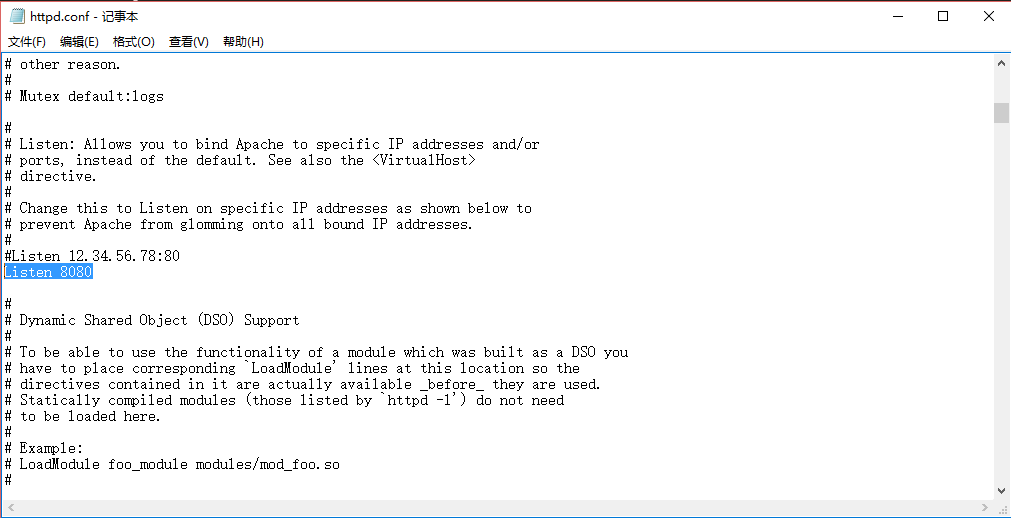 httpd.conf - 记事本
文件(F) 编辑(E) 格式(O) 查看(V) 帮助(H)
# other reason.
#
# Mutex default:logs
#
# Listen: Allows you to bind Apache to specific IP addresses and/or
# ports, instead of the default. See also the <VirtualHost>
# directive.
#
# Change this to Listen on specific IP addresses as shown below to
# prevent Apache from glomming onto all bound IP addresses.
#
#Listen 12.34.56.78:80
Listen 8080
#
# Dynamic Shared Object (DSO) Support
#
# To be able to use the functionality of a module which was built as a DSO you
# have to place corresponding `LoadModule' lines at this location so the
# directives contained in it are actually available _before_ they are used.
# Statically compiled modules (those listed by `httpd -l') do not need
# to be loaded here.
#
# Example:
# LoadModule foo_module modules/mod_foo.so
#